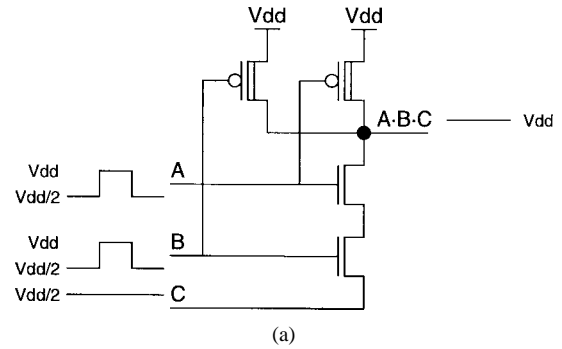 Vdd Vdd
A·B·C Vdd
Vdd A
Vdd/2
Vdd B
Vdd/2
Vdd/2 C
(a)